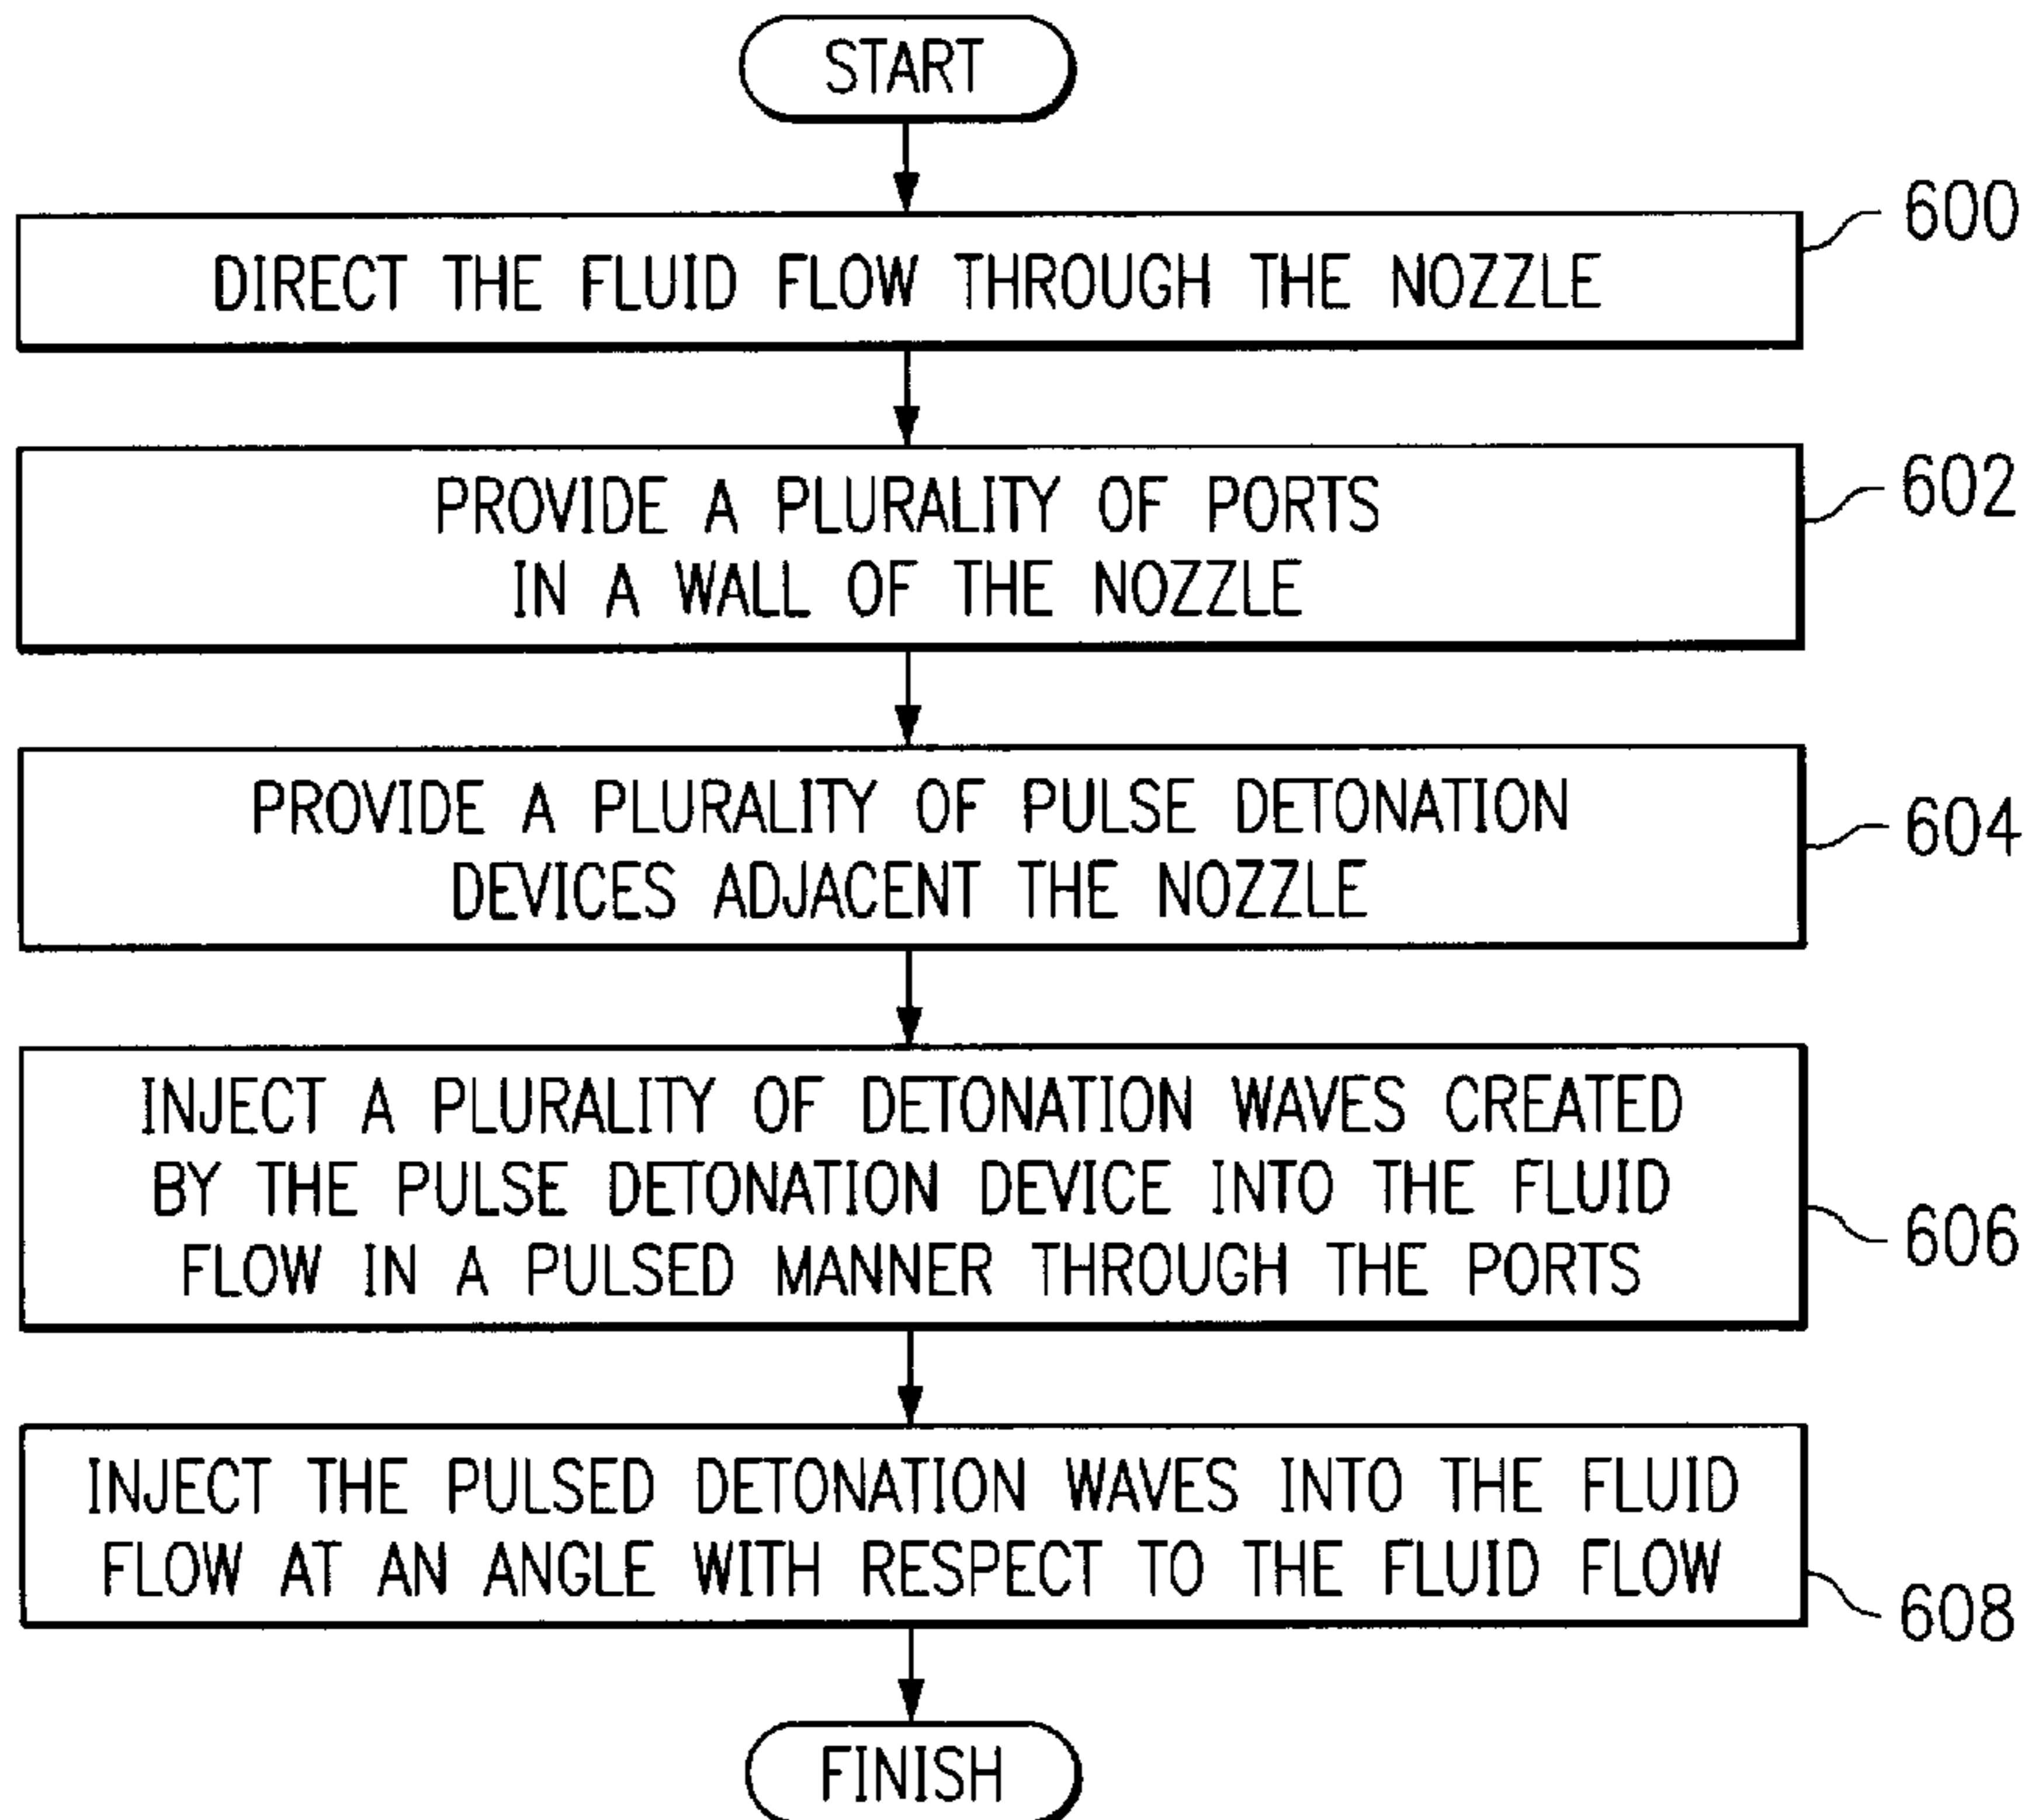 START
DIRECT THE FLUID FLOW THROUGH THE NOZZLE
600
PROVIDE A PLURALITY OF PORTS
IN A WALL OF THE NOZZLE
602
PROVIDE A PLURALITY OF PULSE DETONATION
DEVICES ADJACENT THE NOZZLE
604
INJECT A PLURALITY OF DETONATION WAVES CREATED
BY THE PULSE DETONATION DEVICE INTO THE FLUID
FLOW IN A PULSED MANNER THROUGH THE PORTS
606
INJECT THE PULSED DETONATION WAVES INTO THE FLUID
FLOW AT AN ANGLE WITH RESPECT TO THE FLUID FLOW
608
FINISH